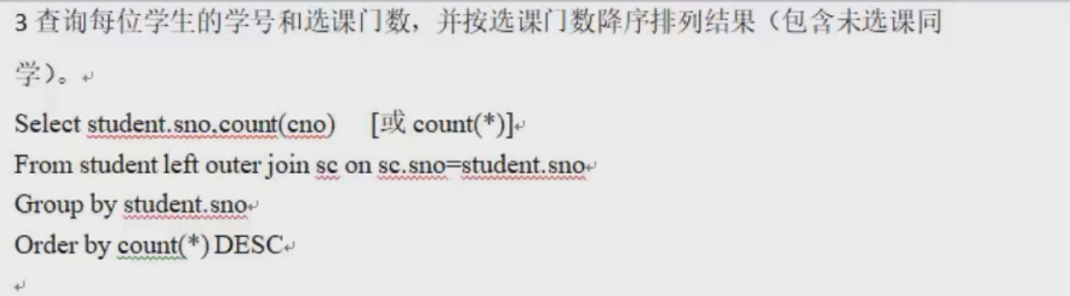 3 查询每位学生的学号和选课门数，并按选课门数降序排列结果（包含未选课同
学）。
Select student.sno.count(cno) [或 count(*)]
From student left outer join sc on sc.sno=student.sno
Group by student.sno
Order by count(*) DESC